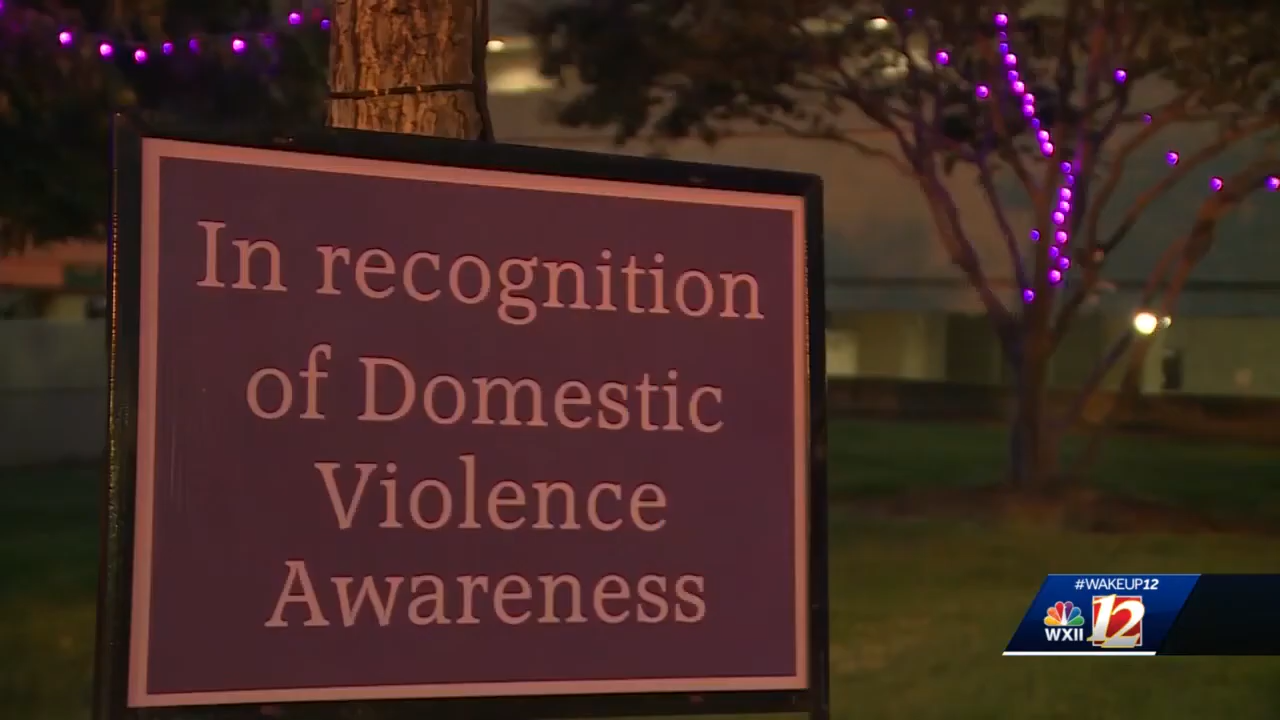 In recognition
of Domestic
Violence
Awareness
#WAKEUP12
WXII 12